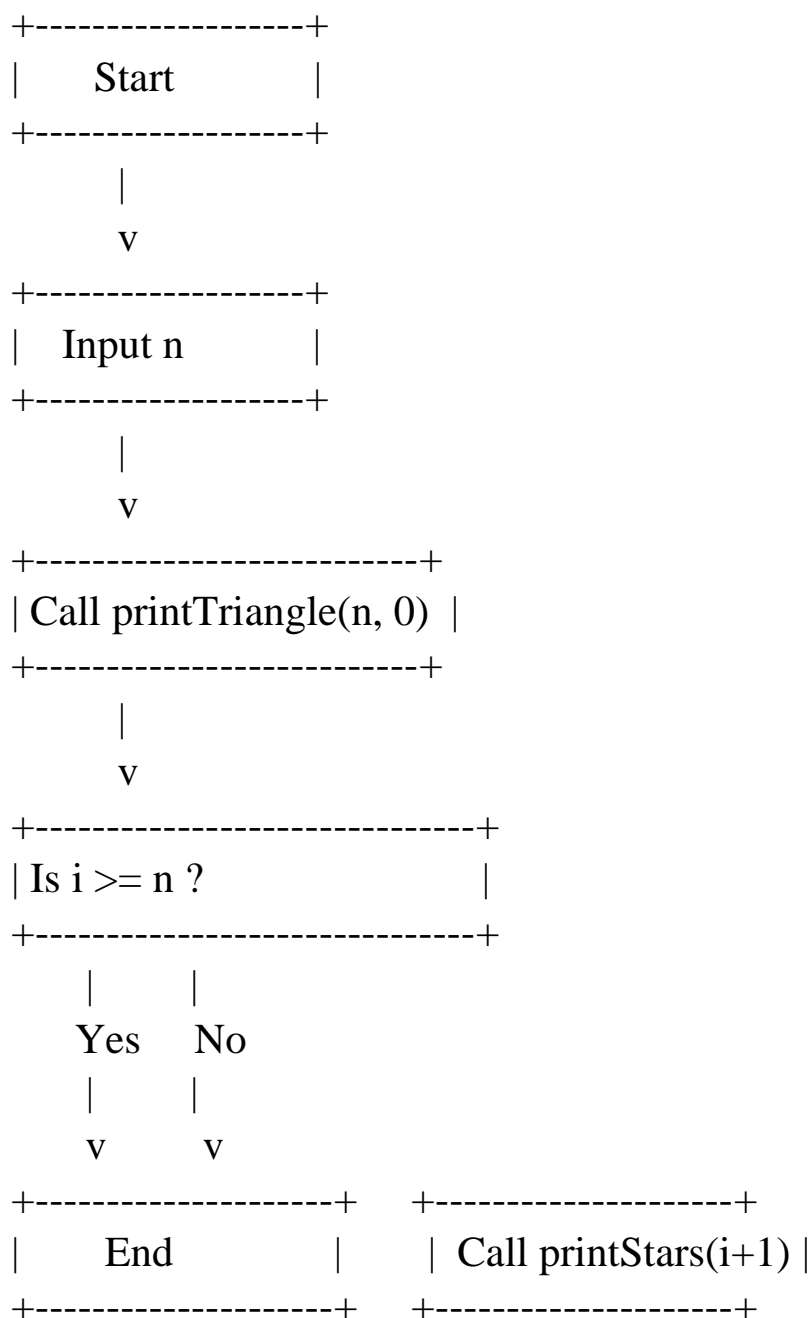 +-------------------+
|      Start          |
+-------------------+
        |
        v
+-------------------+
|    Input n         |
+-------------------+
        |
        v
+---------------------------+
| Call printTriangle(n, 0)  |
+---------------------------+
        |
        v
+-------------------------------+
| Is i >= n ?                    |
+-------------------------------+
      |       |
     Yes    No
      |       |
      v       v
+---------------------+    +---------------------+
|      End            |     |  Call printStars(i+1) |
+---------------------+    +---------------------+